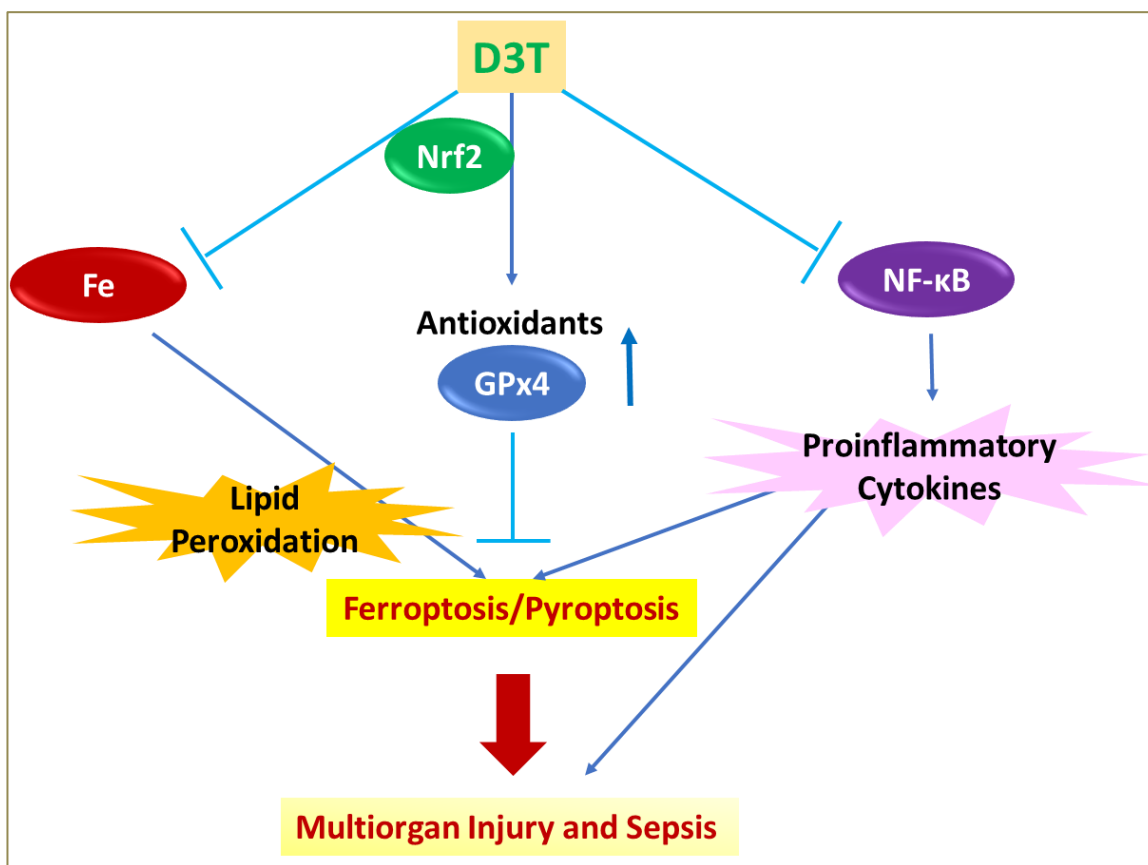 D3T
Nrf2
Fe
NF-κB
Antioxidants
GPx4
Proinflammatory
Cytokines
Lipid
Peroxidation
Ferroptosis/Pyroptosis
Multiorgan Injury and Sepsis